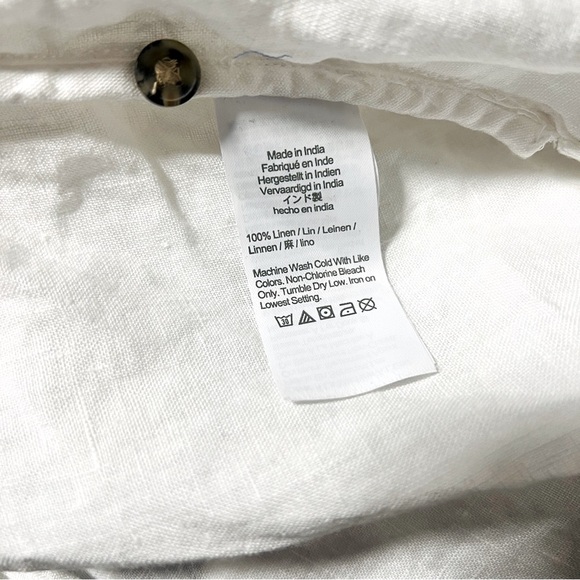 Made in India
Fabriqué en Inde
Hergestellt in Indien
Vervaardigd in India
インド製
hecho en india
100% Linen / Lin / Leinen /
Linnen / 麻 / lino
Machine Wash Cold With Like
Colors. Non-Chlorine Bleach
Only. Tumble Dry Low. Iron on
Lowest Setting.
30